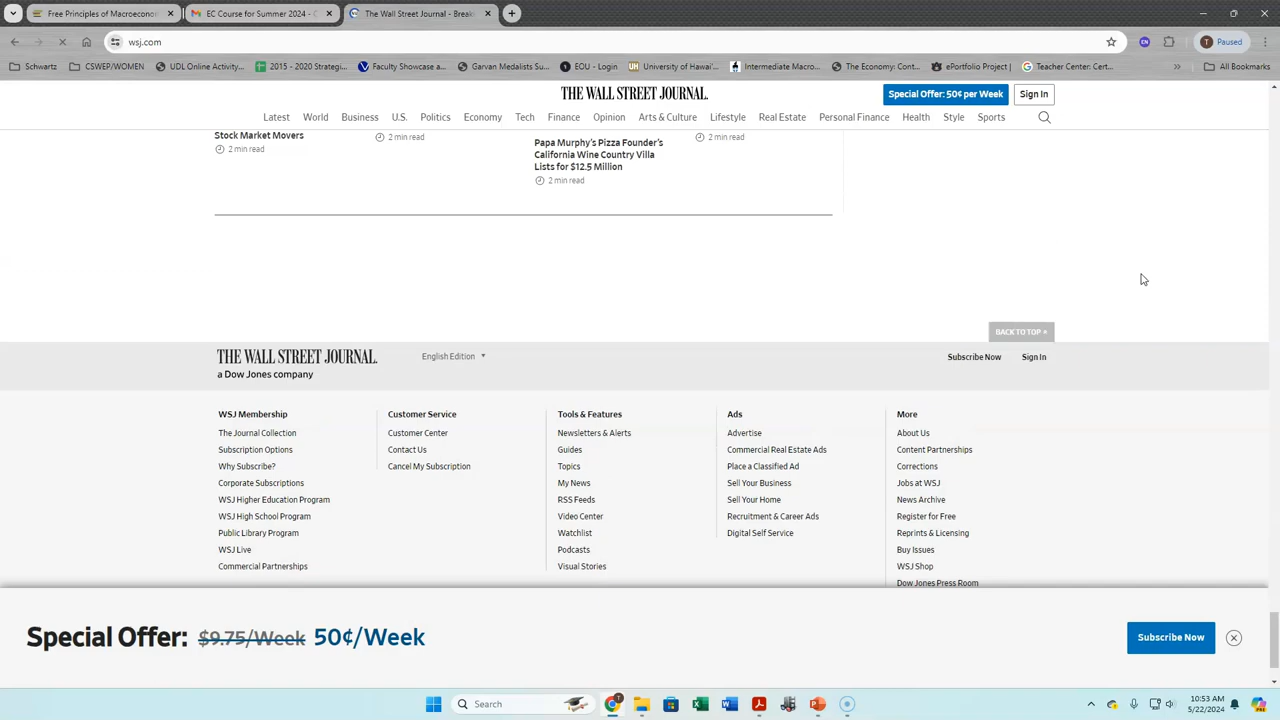 Free Principles of Macroecono
EC Course for Summer 2024 - C
The Wall Street Journal - Break
wsj.com
T Paused
Schwartz
CSWEP/WOMEN
UDL Online Activity...
2015 - 2020 Strategi...
Faculty Showcase a...
Garvan Medalists Su...
EOU - Login
University of Hawai'...
Intermediate Macro...
The Economy: Cont...
ePortfolio Project |
Teacher Center: Cert...
»
All Bookmarks
THE WALL STREET JOURNAL.
Special Offer: 50¢ per Week
Sign In
Latest
World
Business
U.S.
Politics
Economy
Tech
Finance
Opinion
Arts & Culture
Lifestyle
Real Estate
Personal Finance
Health
Style
Sports
Stock Market Movers
2 min read
2 min read
Papa Murphy's Pizza Founder's
California Wine Country Villa
Lists for $12.5 Million
2 min read
2 min read
BACK TO TOP
THE WALL STREET JOURNAL.
a Dow Jones company
English Edition
Subscribe Now
Sign In
WSJ Membership
The Journal Collection
Subscription Options
Why Subscribe?
Corporate Subscriptions
WSJ Higher Education Program
WSJ High School Program
Public Library Program
WSJ Live
Commercial Partnerships
Customer Service
Customer Center
Contact Us
Cancel My Subscription
Tools & Features
Newsletters & Alerts
Guides
Topics
My News
RSS Feeds
Video Center
Watchlist
Podcasts
Visual Stories
Ads
Advertise
Commercial Real Estate Ads
Place a Classified Ad
Sell Your Business
Sell Your Home
Recruitment & Career Ads
Digital Self Service
More
About Us
Content Partnerships
Corrections
Jobs at WSJ
News Archive
Register for Free
Reprints & Licensing
Buy Issues
WSJ Shop
Dow Jones Press Room
Special Offer: $9.75/Week 50¢/Week
Subscribe Now
Search
10:53 AM
5/22/2024